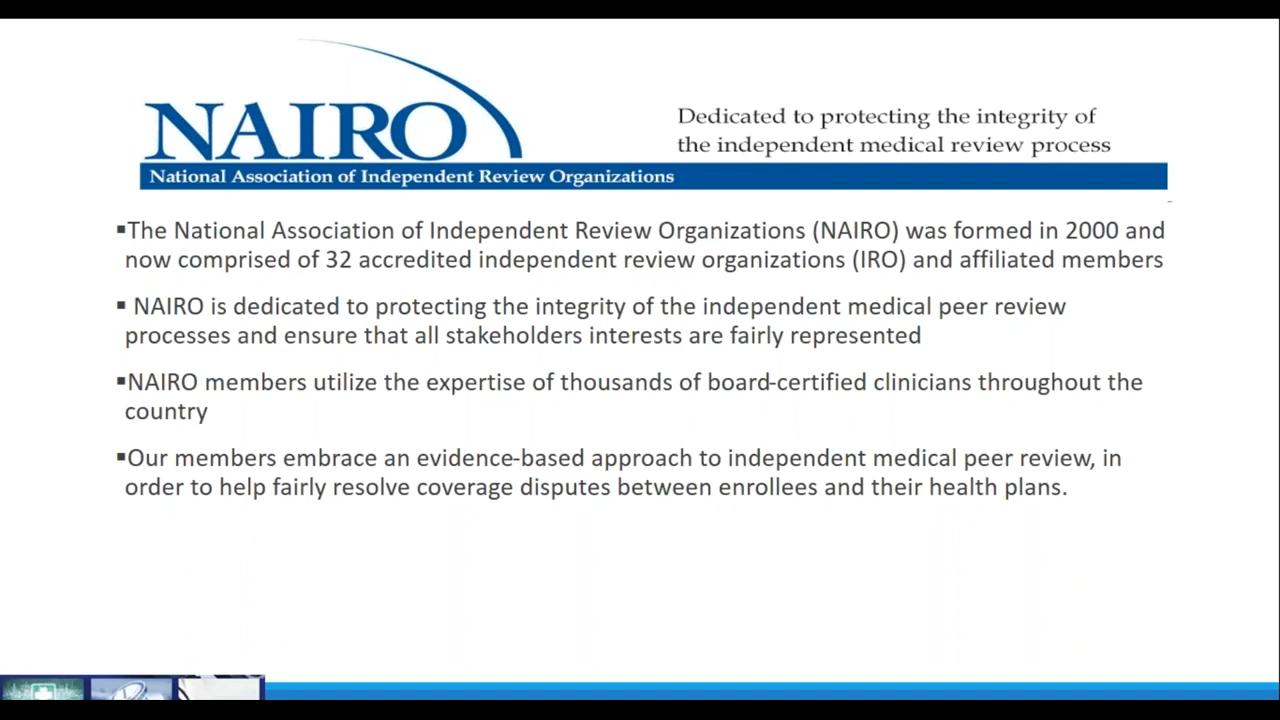 NAIRO
Dedicated to protecting the integrity of
the independent medical review process
National Association of Independent Review Organizations
▪The National Association of Independent Review Organizations (NAIRO) was formed in 2000 and
now comprised of 32 accredited independent review organizations (IRO) and affiliated members
▪ NAIRO is dedicated to protecting the integrity of the independent medical peer review
processes and ensure that all stakeholders interests are fairly represented
▪NAIRO members utilize the expertise of thousands of board-certified clinicians throughout the
country
▪Our members embrace an evidence-based approach to independent medical peer review, in
order to help fairly resolve coverage disputes between enrollees and their health plans.